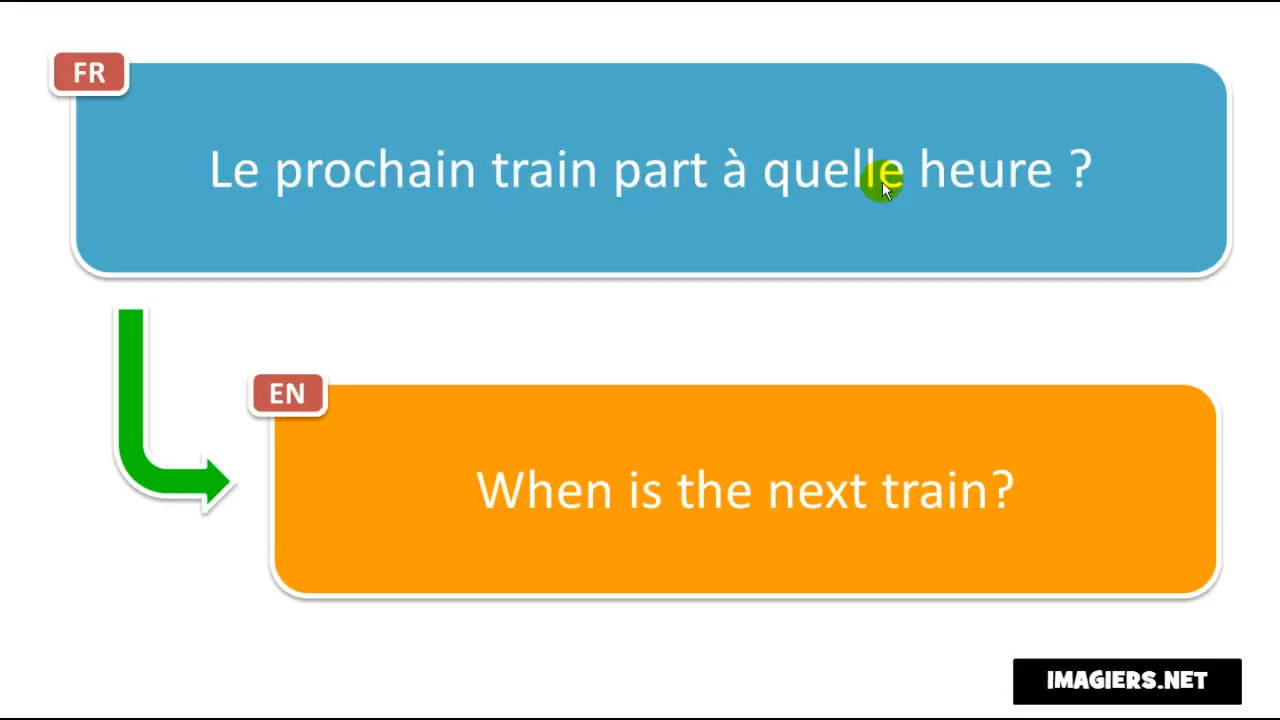 FR
Le prochain train part à quelle heure ?
EN
When is the next train?
IMAGIERS.NET